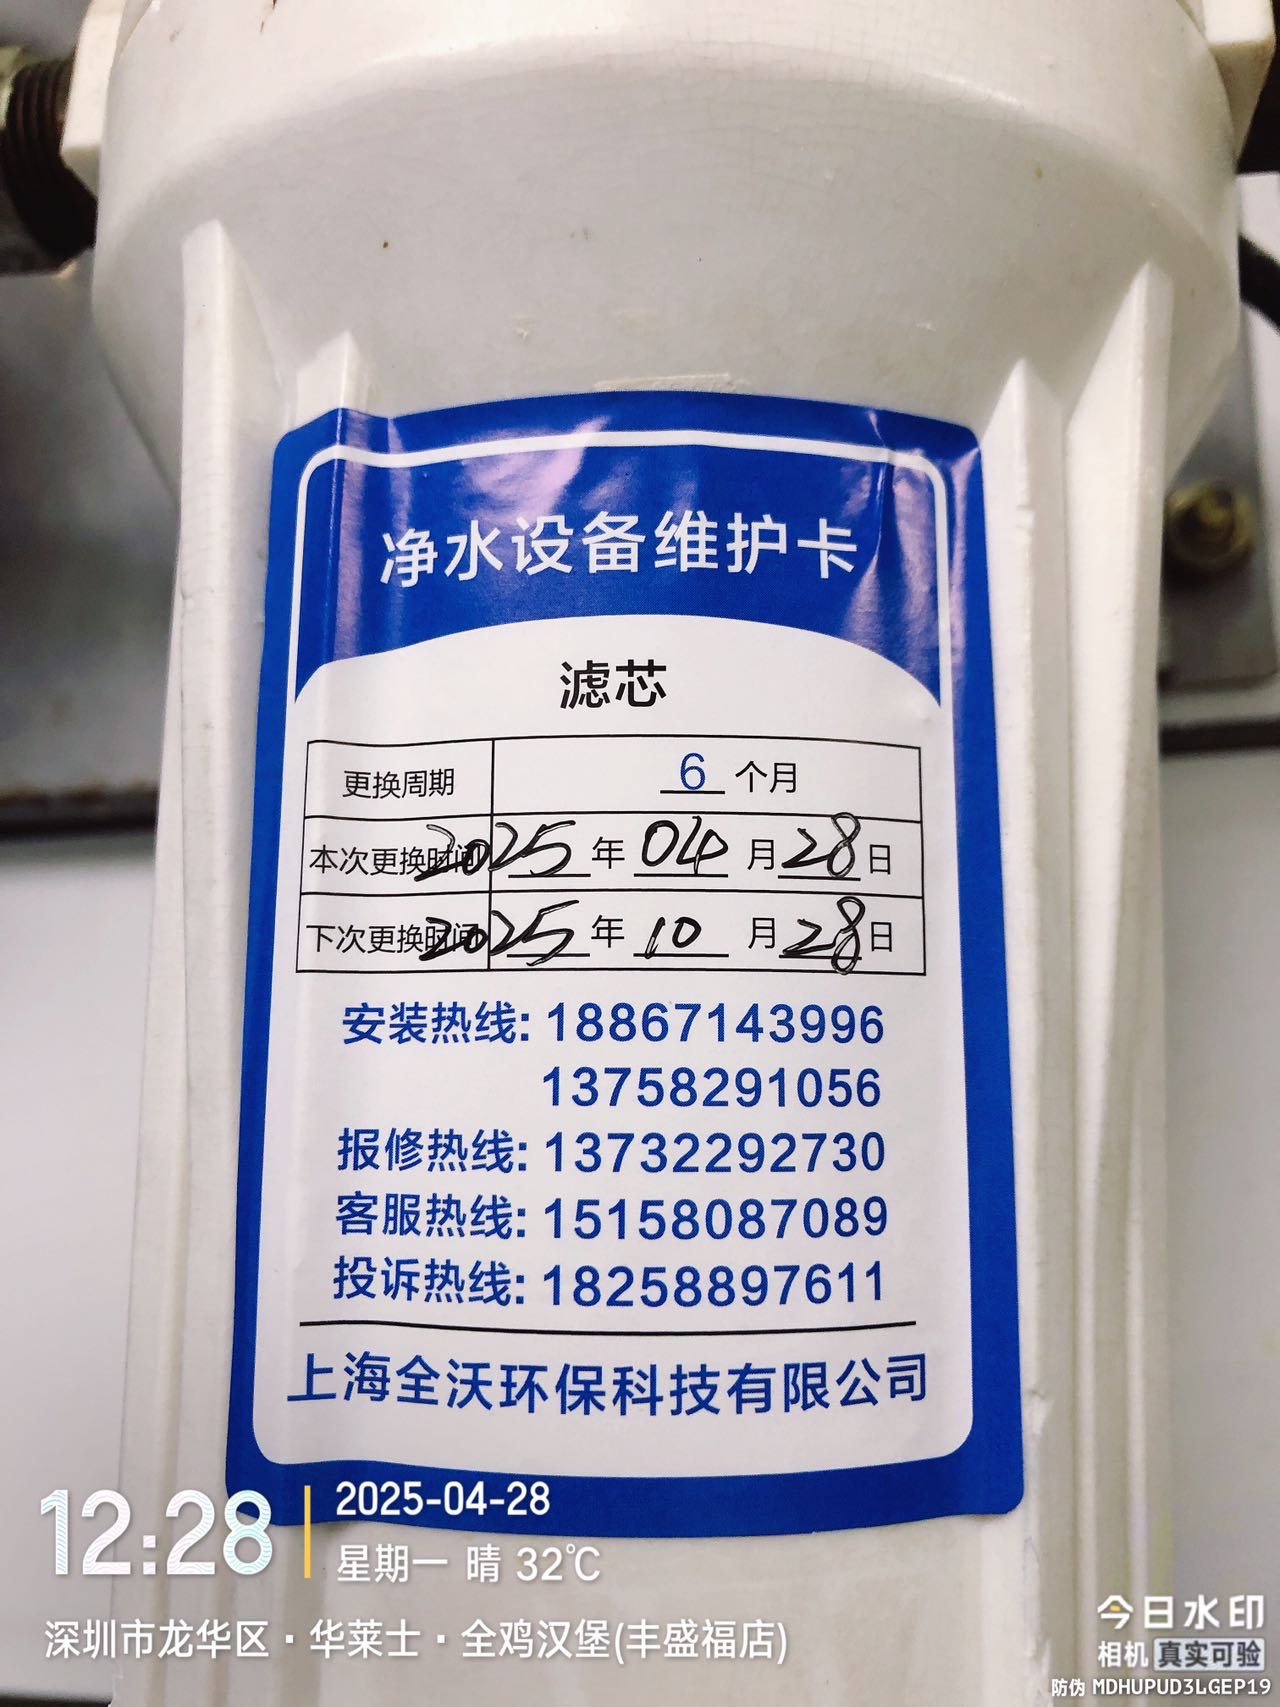 净水设备维护卡
滤芯
更换周期 6 个月
本次更换时间 2025 年 04 月 28 日
下次更换时间 2025 年 10 月 28 日
安装热线: 18867143996
13758291056
报修热线: 13732292730
客服热线: 15158087089
投诉热线: 18258897611
上海全沃环保科技有限公司
12:28
2025-04-28
星期一 晴 32℃
深圳市龙华区·华莱士·全鸡汉堡(丰盛福店)
今日水印
相机 真实可验
防伪 MDHUPUD3LGEP19